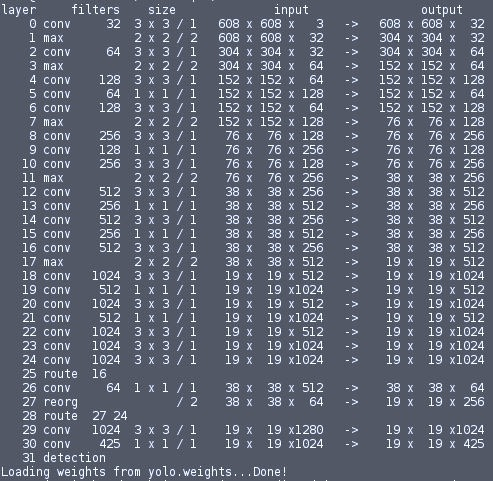 layer     filters    size              input                output
    0 conv     32  3 x 3 / 1   608 x 608 x   3   ->   608 x 608 x  32
    1 max          2 x 2 / 2   608 x 608 x  32   ->   304 x 304 x  32
    2 conv     64  3 x 3 / 1   304 x 304 x  32   ->   304 x 304 x  64
    3 max          2 x 2 / 2   304 x 304 x  64   ->   152 x 152 x  64
    4 conv    128  3 x 3 / 1   152 x 152 x  64   ->   152 x 152 x 128
    5 conv     64  1 x 1 / 1   152 x 152 x 128   ->   152 x 152 x  64
    6 conv    128  3 x 3 / 1   152 x 152 x  64   ->   152 x 152 x 128
    7 max          2 x 2 / 2   152 x 152 x 128   ->    76 x  76 x 128
    8 conv    256  3 x 3 / 1    76 x  76 x 128   ->    76 x  76 x 256
    9 conv    128  1 x 1 / 1    76 x  76 x 256   ->    76 x  76 x 128
   10 conv    256  3 x 3 / 1    76 x  76 x 128   ->    76 x  76 x 256
   11 max          2 x 2 / 2    76 x  76 x 256   ->    38 x  38 x 256
   12 conv    512  3 x 3 / 1    38 x  38 x 256   ->    38 x  38 x 512
   13 conv    256  1 x 1 / 1    38 x  38 x 512   ->    38 x  38 x 256
   14 conv    512  3 x 3 / 1    38 x  38 x 256   ->    38 x  38 x 512
   15 conv    256  1 x 1 / 1    38 x  38 x 512   ->    38 x  38 x 256
   16 conv    512  3 x 3 / 1    38 x  38 x 256   ->    38 x  38 x 512
   17 max          2 x 2 / 2    38 x  38 x 512   ->    19 x  19 x 512
   18 conv   1024  3 x 3 / 1    19 x  19 x 512   ->    19 x  19 x1024
   19 conv    512  1 x 1 / 1    19 x  19 x1024   ->    19 x  19 x 512
   20 conv   1024  3 x 3 / 1    19 x  19 x 512   ->    19 x  19 x1024
   21 conv    512  1 x 1 / 1    19 x  19 x1024   ->    19 x  19 x 512
   22 conv   1024  3 x 3 / 1    19 x  19 x 512   ->    19 x  19 x1024
   23 conv   1024  3 x 3 / 1    19 x  19 x1024   ->    19 x  19 x1024
   24 conv   1024  3 x 3 / 1    19 x  19 x1024   ->    19 x  19 x1024
   25 route  16
   26 conv     64  1 x 1 / 1    38 x  38 x 512   ->    38 x  38 x  64
   27 reorg              / 2    38 x  38 x  64   ->    19 x  19 x 256
   28 route  27 24
   29 conv   1024  3 x 3 / 1    19 x  19 x1280   ->    19 x  19 x1024
   30 conv    425  1 x 1 / 1    19 x  19 x1024   ->    19 x  19 x 425
   31 detection
Loading weights from yolo.weights...Done!